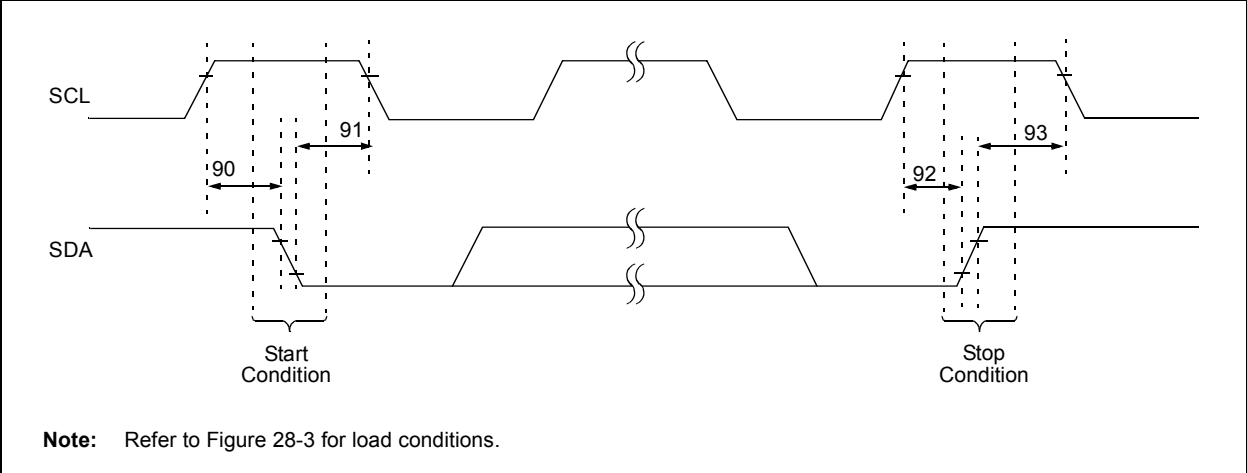 SCL
91
93
90
92
SDA
Start
Condition
Stop
Condition
Note: Refer to Figure 28-3 for load conditions.